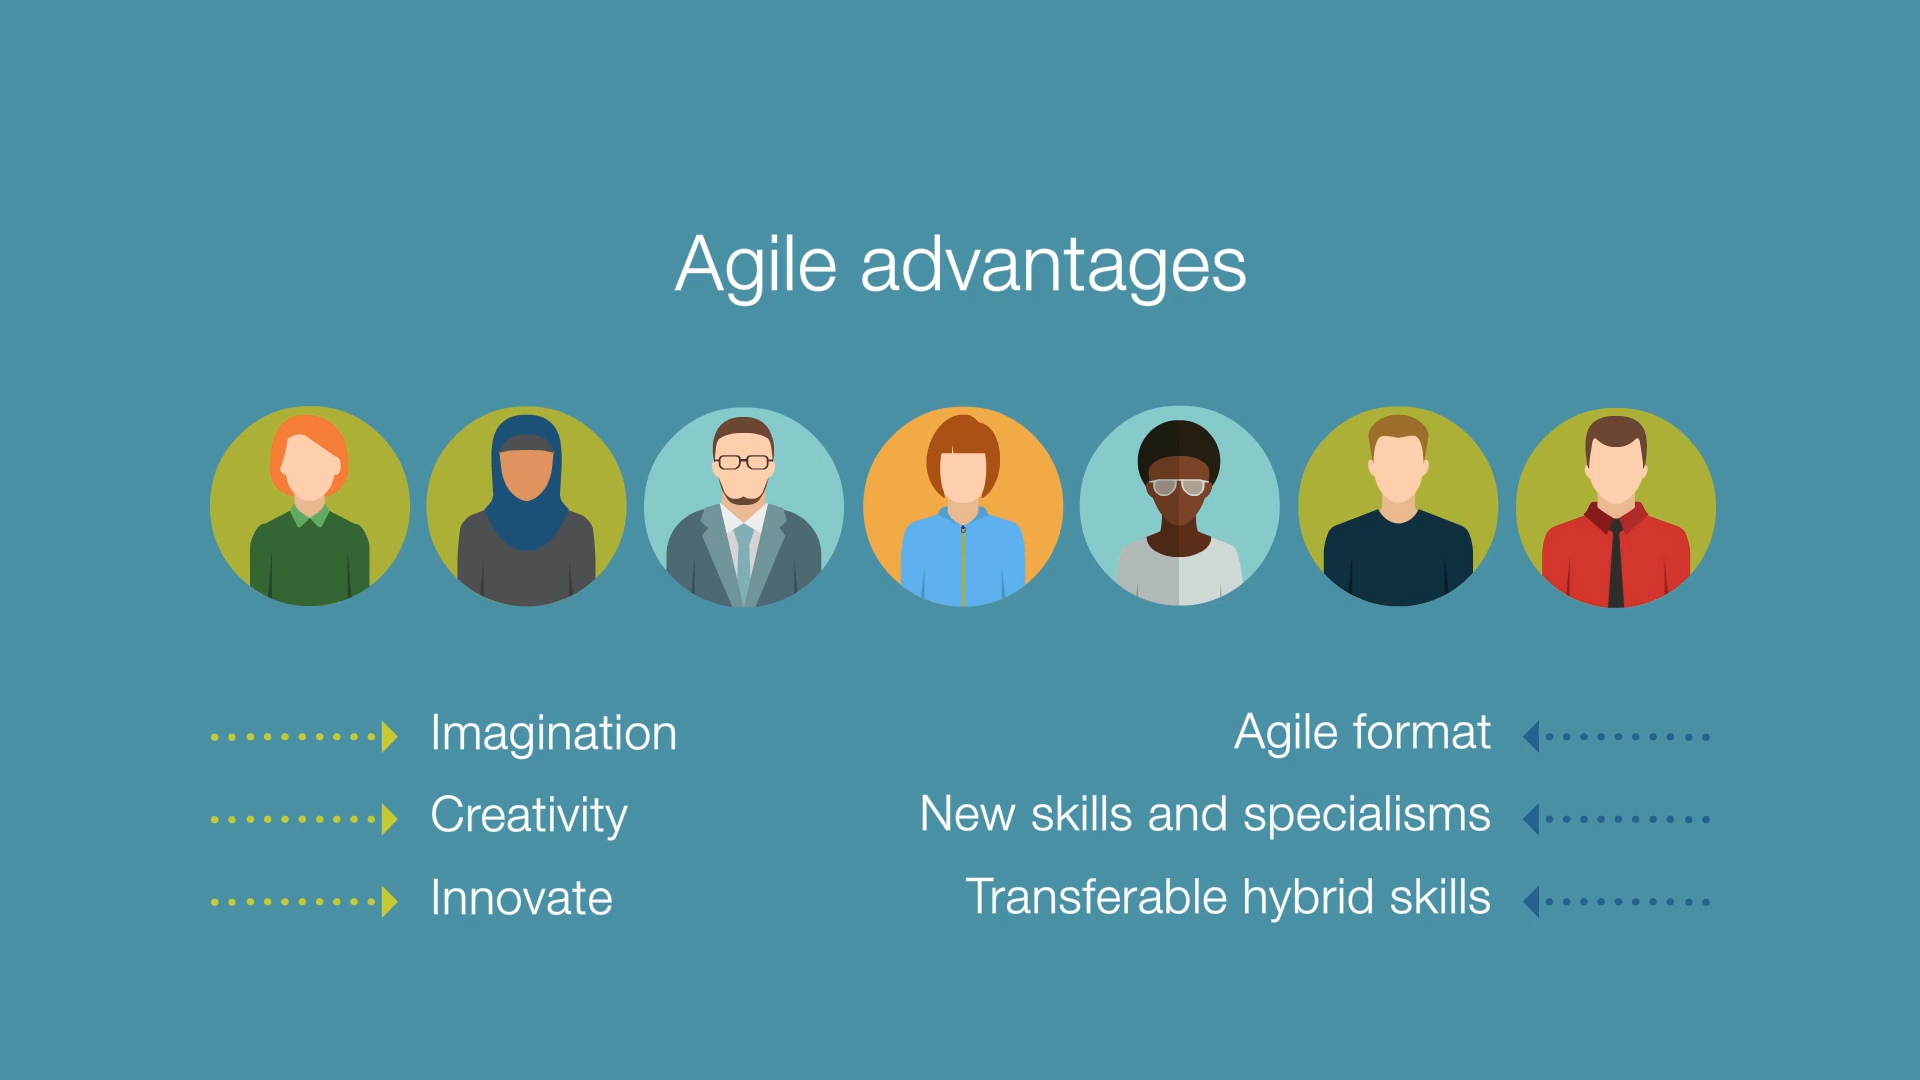 Agile advantages
Imagination
Creativity
Innovate
Agile format
New skills and specialisms
Transferable hybrid skills